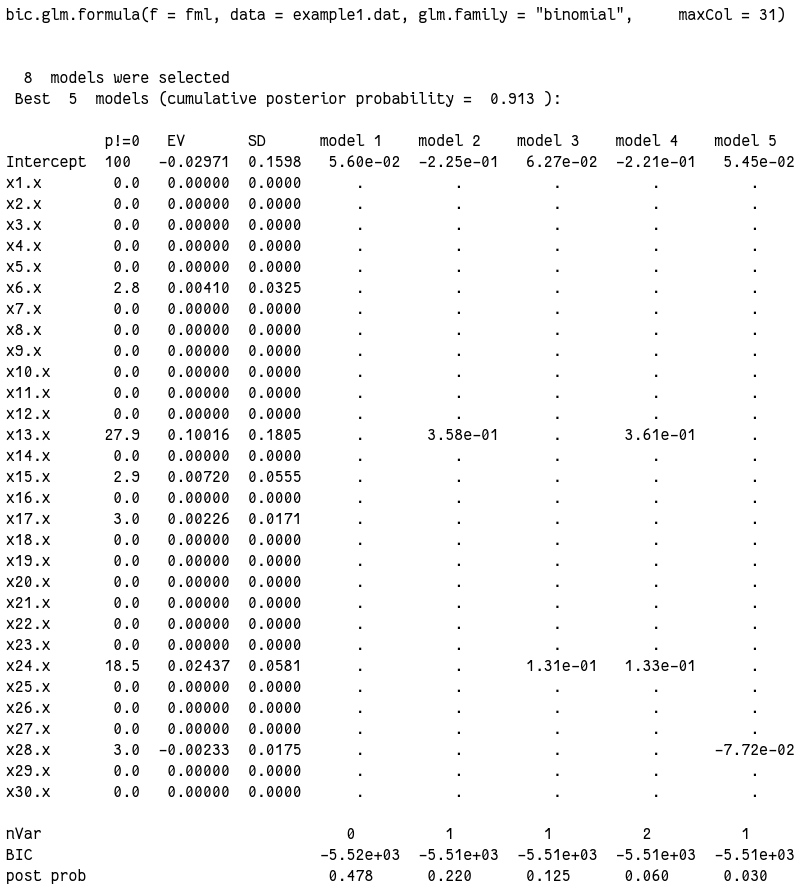 bic.glm.formula(f = fml, data = example1.dat, glm.family = "binomial",     maxCol = 31)
  8  models were selected
 Best  5  models (cumulative posterior probability =  0.913 ):
           p!=0   EV       SD      model 1    model 2    model 3    model 4    model 5
Intercept  100   -0.02971  0.1598   5.60e-02  -2.25e-01   6.27e-02  -2.21e-01   5.45e-02
x1.x        0.0   0.00000  0.0000      .          .          .          .          .
x2.x        0.0   0.00000  0.0000      .          .          .          .          .
x3.x        0.0   0.00000  0.0000      .          .          .          .          .
x4.x        0.0   0.00000  0.0000      .          .          .          .          .
x5.x        0.0   0.00000  0.0000      .          .          .          .          .
x6.x        2.8   0.00410  0.0325      .          .          .          .          .
x7.x        0.0   0.00000  0.0000      .          .          .          .          .
x8.x        0.0   0.00000  0.0000      .          .          .          .          .
x9.x        0.0   0.00000  0.0000      .          .          .          .          .
x10.x       0.0   0.00000  0.0000      .          .          .          .          .
x11.x       0.0   0.00000  0.0000      .          .          .          .          .
x12.x       0.0   0.00000  0.0000      .          .          .          .          .
x13.x      27.9   0.10016  0.1805      .       3.58e-01      .       3.61e-01      .
x14.x       0.0   0.00000  0.0000      .          .          .          .          .
x15.x       2.9   0.00720  0.0555      .          .          .          .          .
x16.x       0.0   0.00000  0.0000      .          .          .          .          .
x17.x       3.0   0.00226  0.0171      .          .          .          .          .
x18.x       0.0   0.00000  0.0000      .          .          .          .          .
x19.x       0.0   0.00000  0.0000      .          .          .          .          .
x20.x       0.0   0.00000  0.0000      .          .          .          .          .
x21.x       0.0   0.00000  0.0000      .          .          .          .          .
x22.x       0.0   0.00000  0.0000      .          .          .          .          .
x23.x       0.0   0.00000  0.0000      .          .          .          .          .
x24.x      18.5   0.02437  0.0581      .          .       1.31e-01   1.33e-01      .
x25.x       0.0   0.00000  0.0000      .          .          .          .          .
x26.x       0.0   0.00000  0.0000      .          .          .          .          .
x27.x       0.0   0.00000  0.0000      .          .          .          .          .
x28.x       3.0  -0.00233  0.0175      .          .          .          .      -7.72e-02
x29.x       0.0   0.00000  0.0000      .          .          .          .          .
x30.x       0.0   0.00000  0.0000      .          .          .          .          .
nVar                                  0          1          1          2          1
BIC                                -5.52e+03  -5.51e+03  -5.51e+03  -5.51e+03  -5.51e+03
post prob                           0.478      0.220      0.125      0.060      0.030